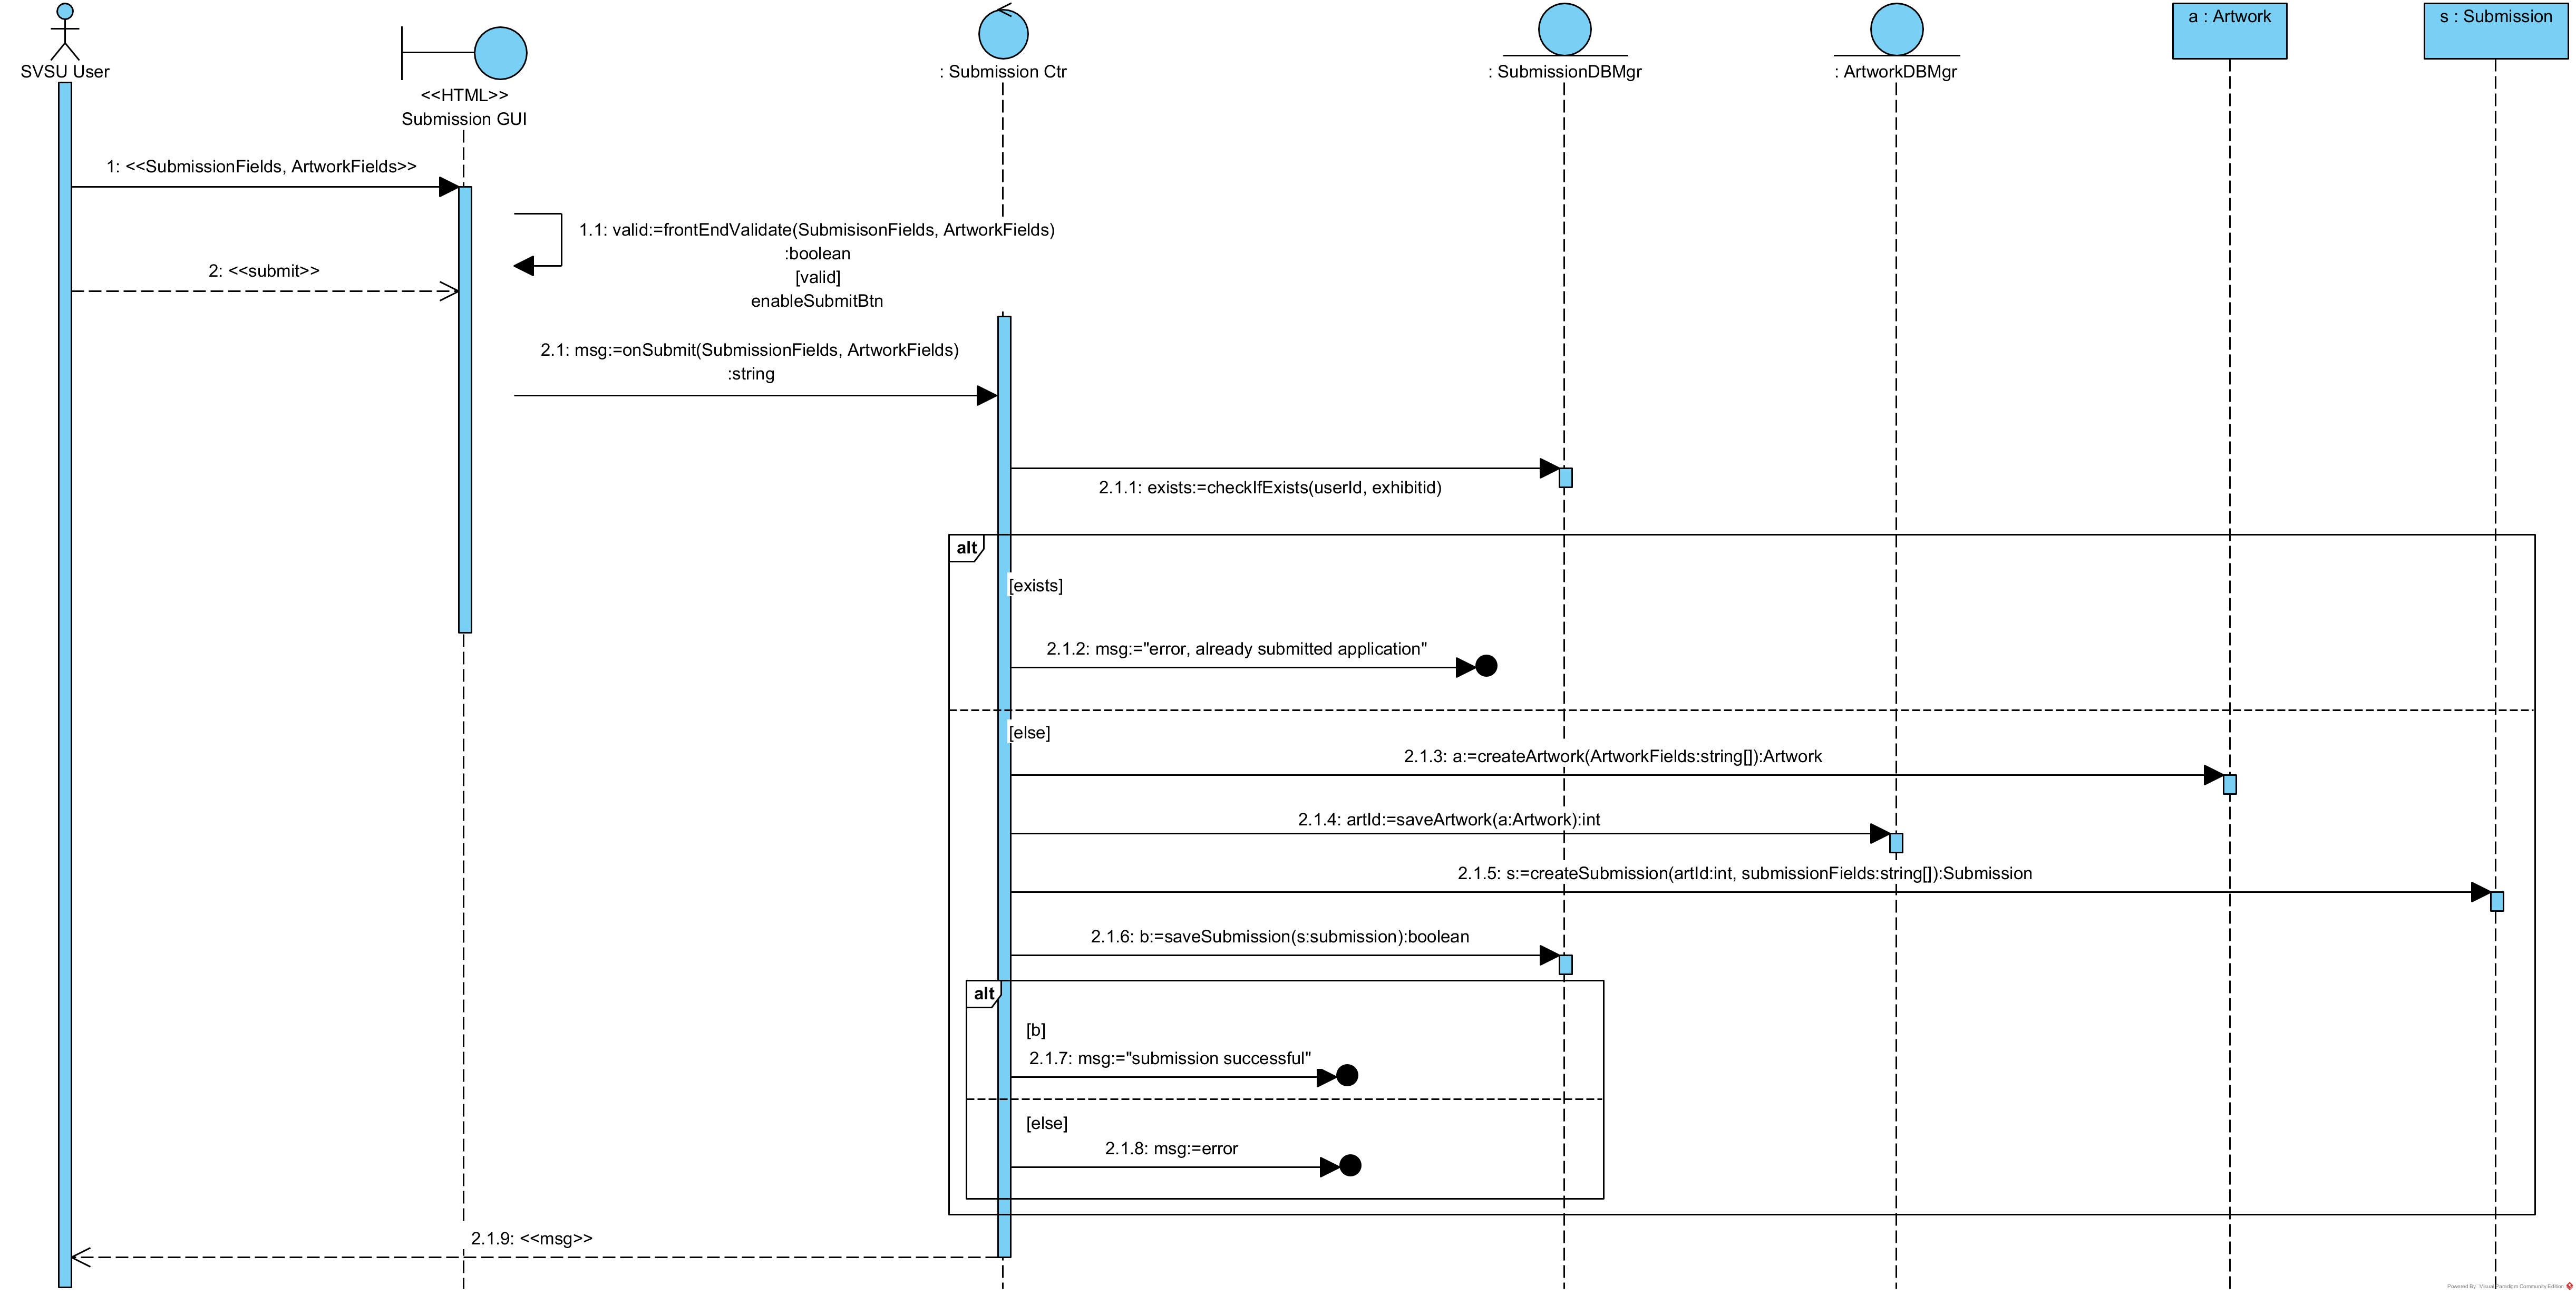 SVSU User
<<HTML>>
Submission GUI
: Submission Ctr
: SubmissionDBMgr
: ArtworkDBMgr
a : Artwork
s : Submission
1: <<SubmissionFields, ArtworkFields>>
1.1: valid:=frontEndValidate(SubmisisonFields, ArtworkFields)
:boolean
[valid]
enableSubmitBtn
2: <<submit>>
2.1: msg:=onSubmit(SubmissionFields, ArtworkFields)
:string
2.1.1: exists:=checkIfExists(userId, exhibitid)
alt
[exists]
2.1.2: msg:="error, already submitted application"
[else]
2.1.3: a:=createArtwork(ArtworkFields:string[]):Artwork
2.1.4: artId:=saveArtwork(a:Artwork):int
2.1.5: s:=createSubmission(artId:int, submissionFields:string[]):Submission
2.1.6: b:=saveSubmission(s:submission):boolean
alt
[b]
2.1.7: msg:="submission successful"
[else]
2.1.8: msg:=error
2.1.9: <<msg>>
Powered By Visual Paradigm Community Edition